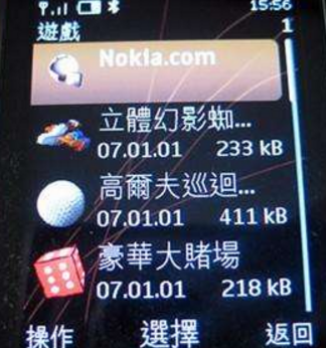 15:56
遊戲 1
Nokia.com
立體幻影蜘...
07.01.01 233 kB
高爾夫巡迴...
07.01.01 411 kB
豪華大賭場
07.01.01 218 kB
操作 選擇 返回